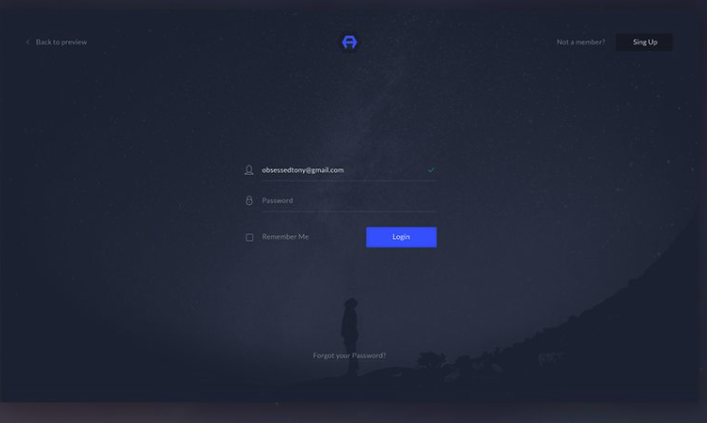 Back to preview
Not a member?
Sing Up
obsessedtony@gmail.com
Password
Remember Me
Login
Forgot your Password?